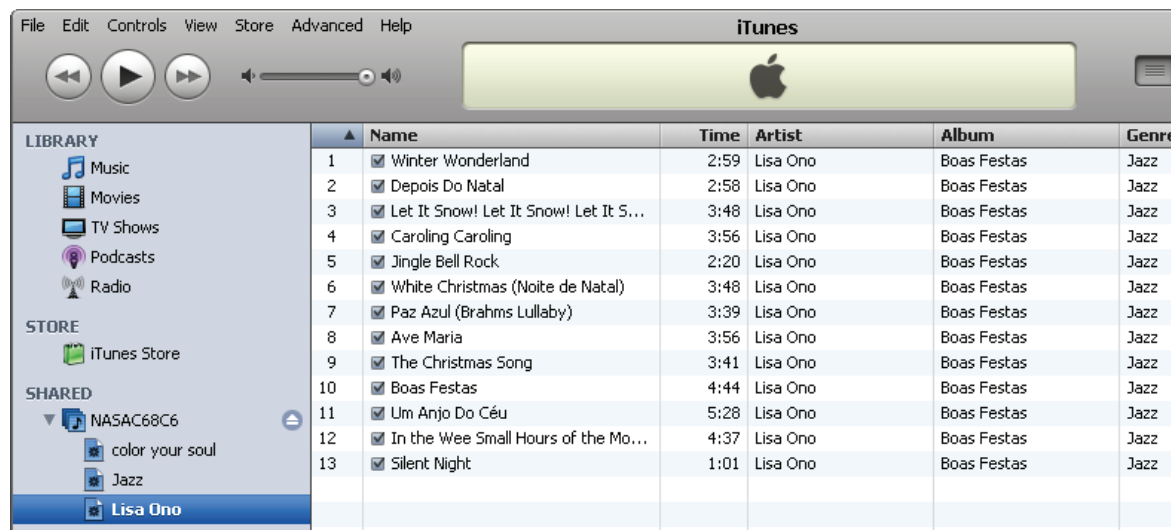 File Edit Controls View Store Advanced Help
iTunes
LIBRARY
Music
Movies
TV Shows
Podcasts
Radio
STORE
iTunes Store
SHARED
NASAC68C6
color your soul
Jazz
Lisa Ono
Name Time Artist Album Genre
1 Winter Wonderland 2:59 Lisa Ono Boas Festas Jazz
2 Depois Do Natal 2:58 Lisa Ono Boas Festas Jazz
3 Let It Snow! Let It Snow! Let It S... 3:48 Lisa Ono Boas Festas Jazz
4 Caroling Caroling 3:56 Lisa Ono Boas Festas Jazz
5 Jingle Bell Rock 2:20 Lisa Ono Boas Festas Jazz
6 White Christmas (Noite de Natal) 3:48 Lisa Ono Boas Festas Jazz
7 Paz Azul (Brahms Lullaby) 3:39 Lisa Ono Boas Festas Jazz
8 Ave Maria 3:56 Lisa Ono Boas Festas Jazz
9 The Christmas Song 3:41 Lisa Ono Boas Festas Jazz
10 Boas Festas 4:44 Lisa Ono Boas Festas Jazz
11 Um Anjo Do Céu 5:28 Lisa Ono Boas Festas Jazz
12 In the Wee Small Hours of the Mo... 4:37 Lisa Ono Boas Festas Jazz
13 Silent Night 1:01 Lisa Ono Boas Festas Jazz